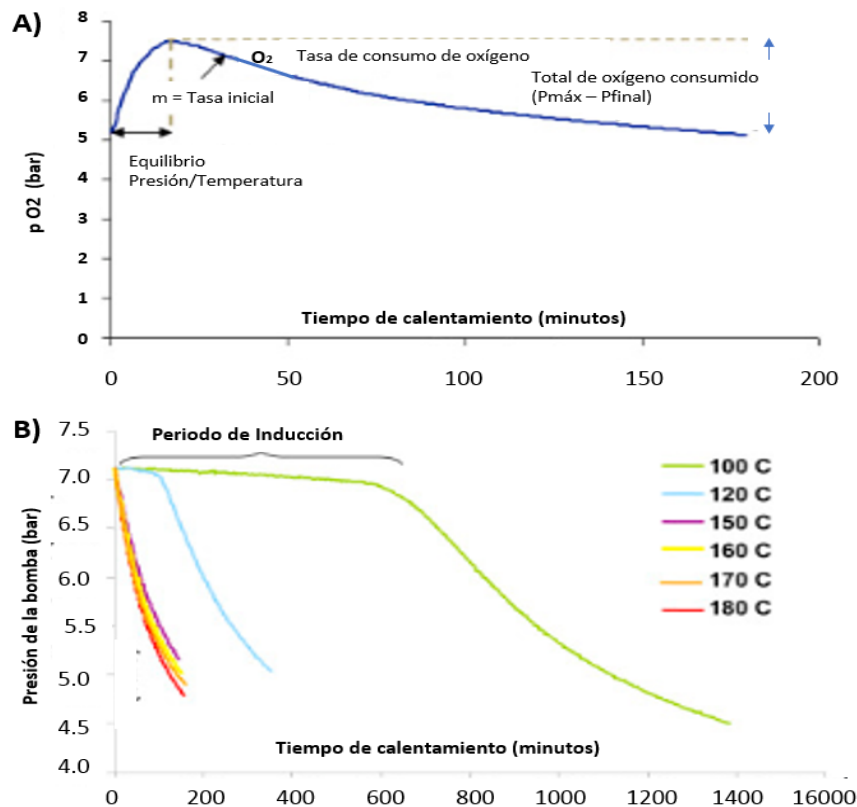 A)
8
7
6
5
4
3
2
1
0
p O2 (bar)
O₂
Tasa de consumo de oxígeno
m = Tasa inicial
Total de oxígeno consumido
(Pmáx – Pfinal)
Equilibrio
Presión/Temperatura
Tiempo de calentamiento (minutos)
0
50
100
150
200
B)
7.5
7.0
6.5
6.0
5.5
5.0
4.5
4.0
Presión de la bomba (bar)
Periodo de Inducción
100 C
120 C
150 C
160 C
170 C
180 C
Tiempo de calentamiento (minutos)
0
200
400
600
800
1000
1200
1400
16000